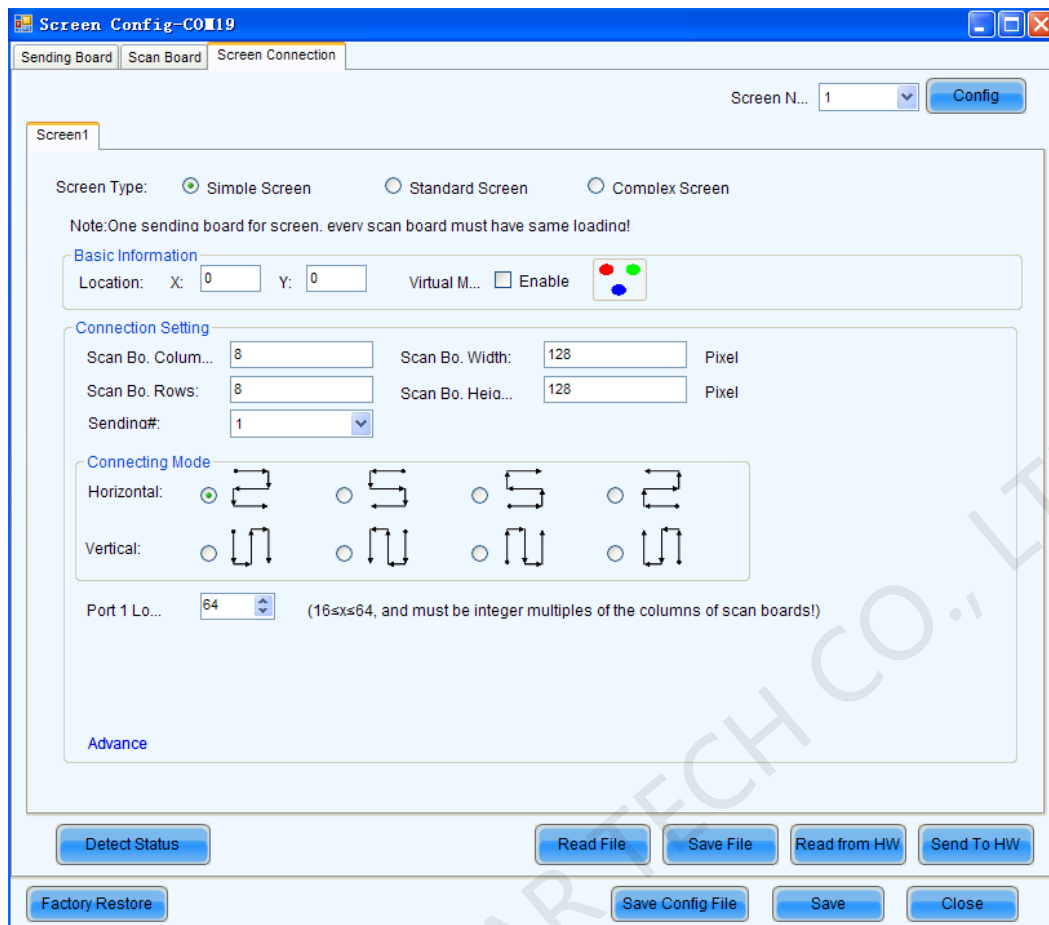 Screen Config-COM19
Sending Board Scan Board Screen Connection
Screen N... 1 Config
Screen1
Screen Type: Simple Screen Standard Screen Complex Screen
Note:One sending board for screen, every scan board must have same loading!
Basic Information
Location: X: 0 Y: 0 Virtual M... Enable
Connection Setting
Scan Bo. Colum... 8 Scan Bo. Width: 128 Pixel
Scan Bo. Rows: 8 Scan Bo. Heig... 128 Pixel
Sending#: 1
Connecting Mode
Horizontal:
Vertical:
Port 1 Lo... 64 (16≤x≤64, and must be integer multiples of the columns of scan boards!)
Advance
Detect Status Read File Save File Read from HW Send To HW
Factory Restore Save Config File Save Close
AR TECH CO., LT